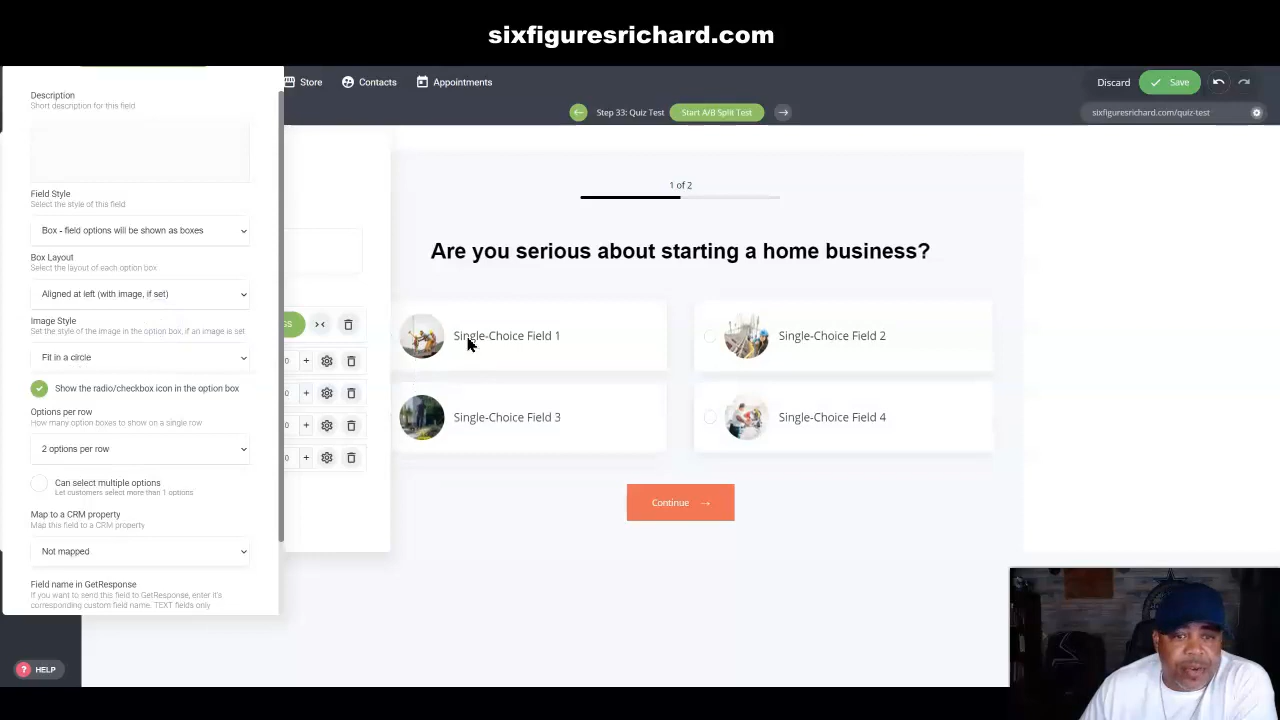 sixfiguresrichard.com
Store
Contacts
Appointments
Discard
Save
Step 33: Quiz Test
Start A/B Split Test
sixfiguresrichard.com/quiz-test
Description
Short description for this field
Field Style
Select the style of this field
Box - field options will be shown as boxes
Box Layout
Select the layout of each option box
Aligned at left (with image, if set)
Image Style
Set the style of the image in the option box, if an image is set
Fit in a circle
Show the radio/checkbox icon in the option box
Options per row
How many option boxes to show on a single row
2 options per row
Can select multiple options
Let customers select more than 1 options
Map to a CRM property
Map this field to a CRM property
Not mapped
Field name in GetResponse
If you want to send this field to GetResponse, enter it's
corresponding custom field name. TEXT fields only
? HELP
0 +
0 +
0 +
0 +
1 of 2
Are you serious about starting a home business?
Single-Choice Field 1
Single-Choice Field 2
Single-Choice Field 3
Single-Choice Field 4
Continue →